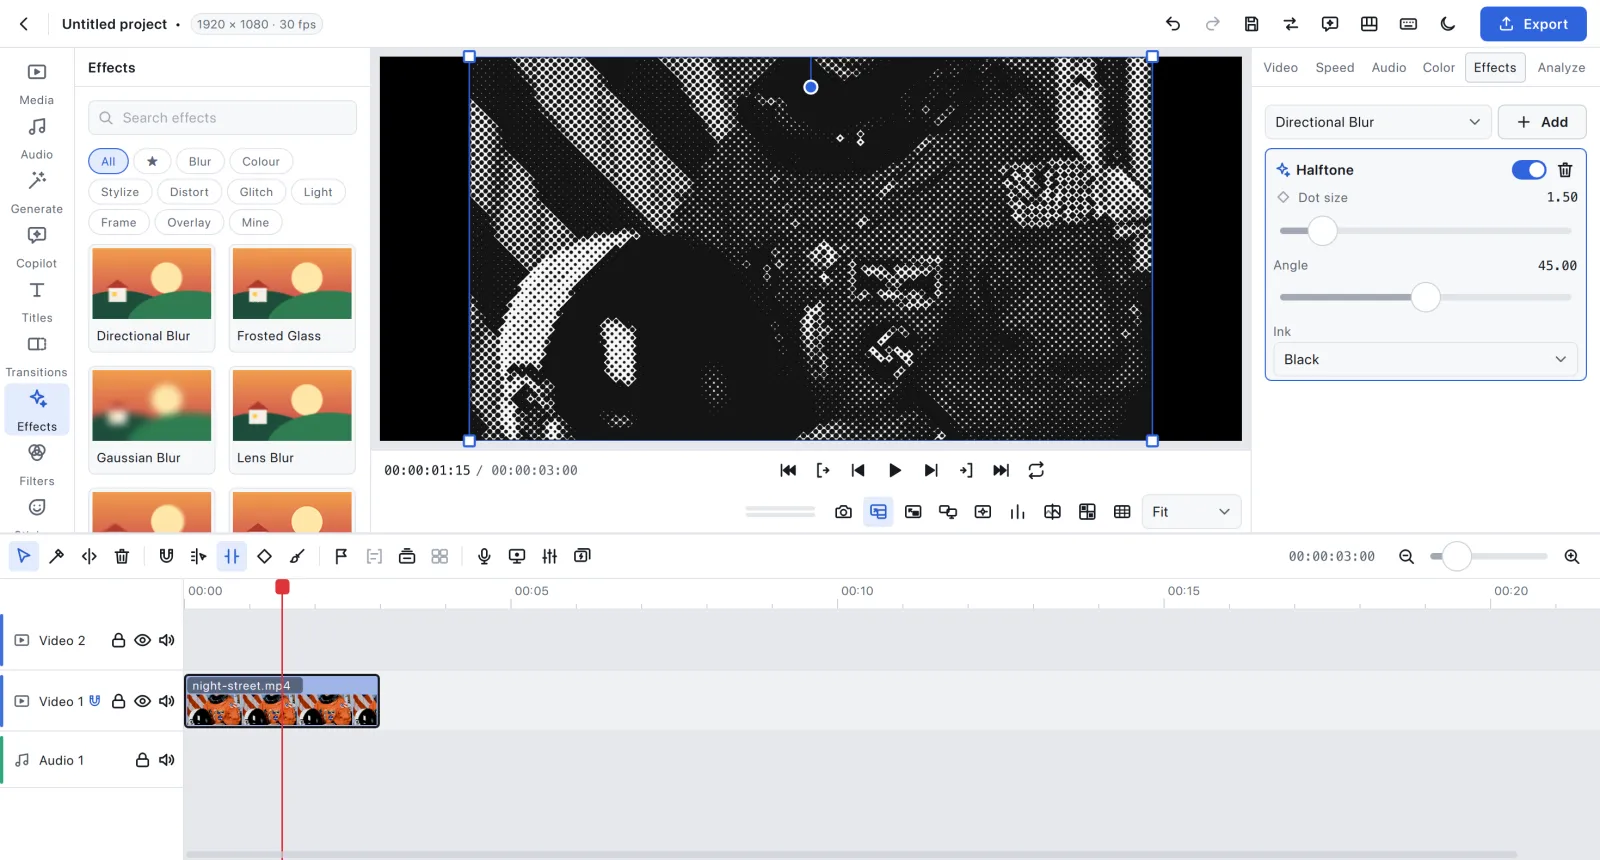 Untitled project • 1920 × 1080 · 30 fps
Export
Media
Audio
Generate
Copilot
Titles
Transitions
Effects
Filters
Effects
Search effects
All ★ Blur Colour
Stylize Distort Glitch Light
Frame Overlay Mine
Directional Blur Frosted Glass
Gaussian Blur Lens Blur
00:00:01:15 / 00:00:03:00
Fit
Video Speed Audio Color Effects Analyze
Directional Blur + Add
Halftone
Dot size 1.50
Angle 45.00
Ink
Black
00:00:03:00
00:00 00:05 00:10 00:15 00:20
Video 2
Video 1
night-street.mp4
Audio 1